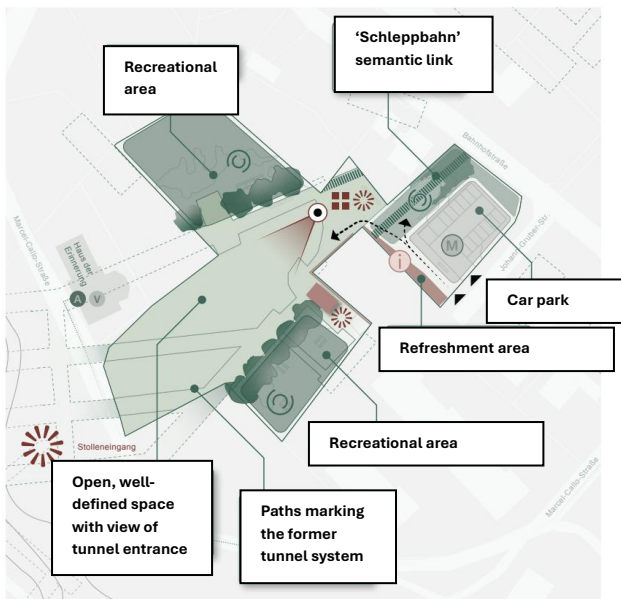 ‘Schleppbahn’
semantic link
Recreational
area
Bahnhofstraße
Marcel-Callo-Straße
Johann-Gruber-Str.
Haus der
Erinnerung
A V
M
i
Car park
Refreshment area
Recreational area
Stolleneingang
Marcel-Callo-Straße
Open, well-
defined space
with view of
tunnel entrance
Paths marking
the former
tunnel system